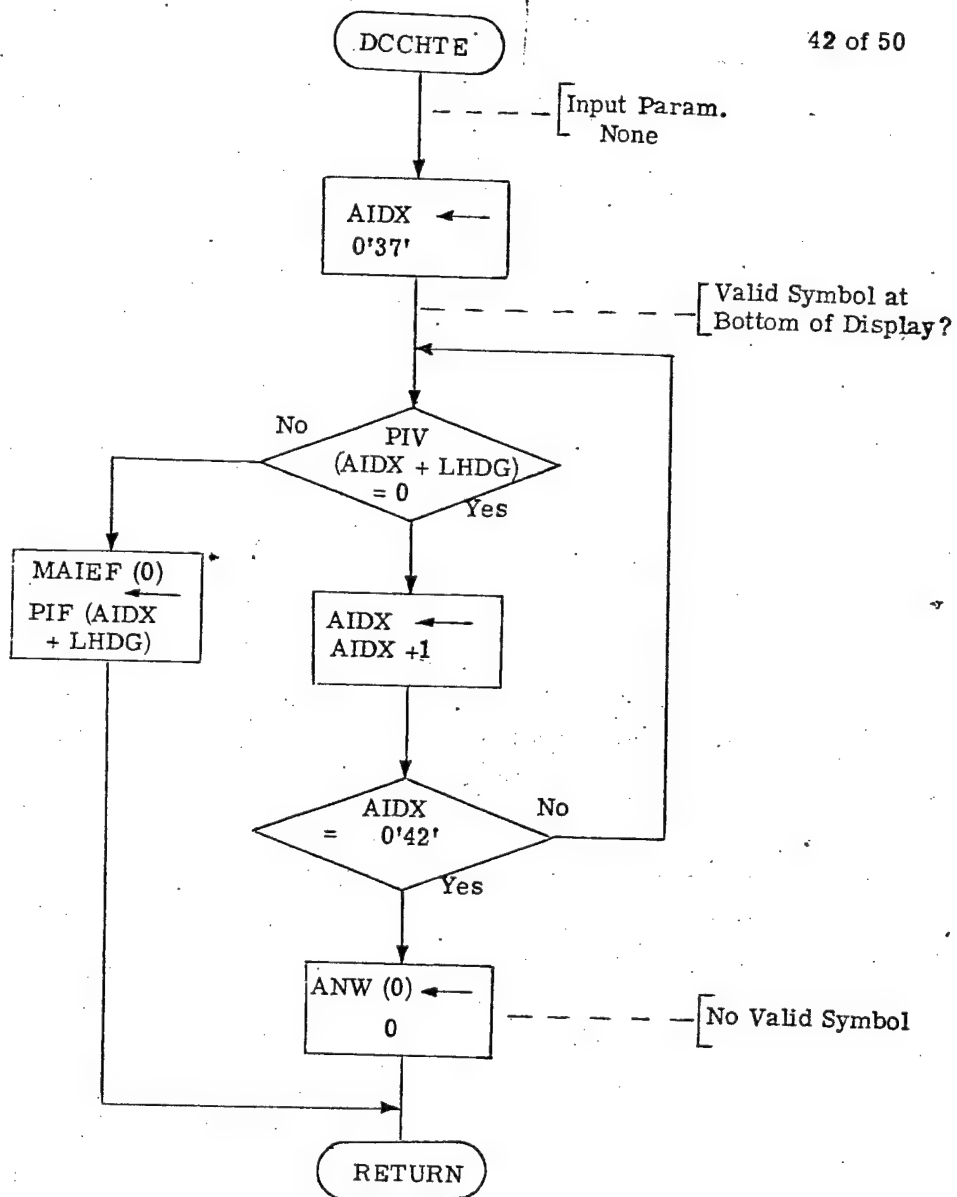 42 of 50
DCCHTE
Input Param.
None
AIDX ←
0'37'
Valid Symbol at
Bottom of Display?
No
PIV
(AIDX + LHDG)
= 0
Yes
MAIEF (0)
←
PIF (AIDX
+ LHDG)
AIDX ←
AIDX +1
AIDX
= 0'42'
No
Yes
ANW (0) ←
0
No Valid Symbol
RETURN